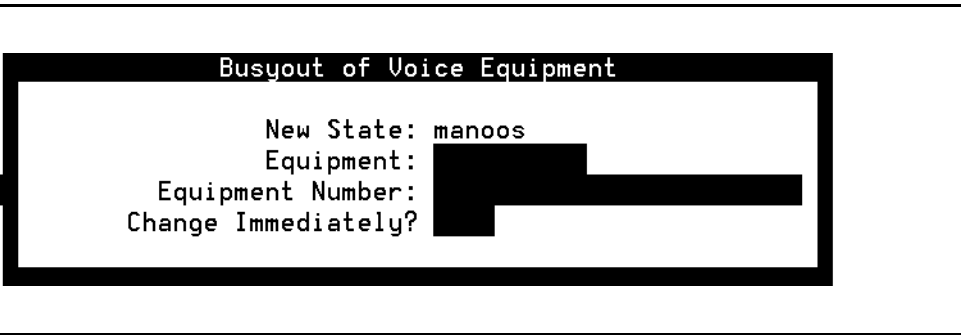 Busyout of Voice Equipment
New State: manoos
Equipment:
Equipment Number:
Change Immediately?